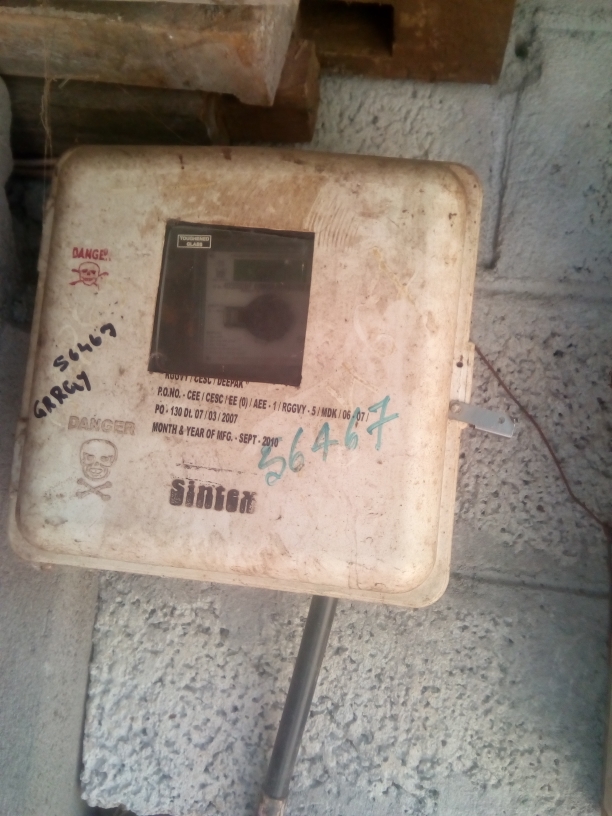 TOUGHENED
GLASS
DANGER
56467
RGGVY / CESC / DEEPAK
P.O.NO. - CEE / CESC / EE (O) / AEE - 1 / RGGVY - 5 / MDK / 06 - 07 /
PO - 130 Dt. 07 / 03 / 2007
MONTH & YEAR OF MFG. - SEPT - 2010
56467
DANGER
Sintex